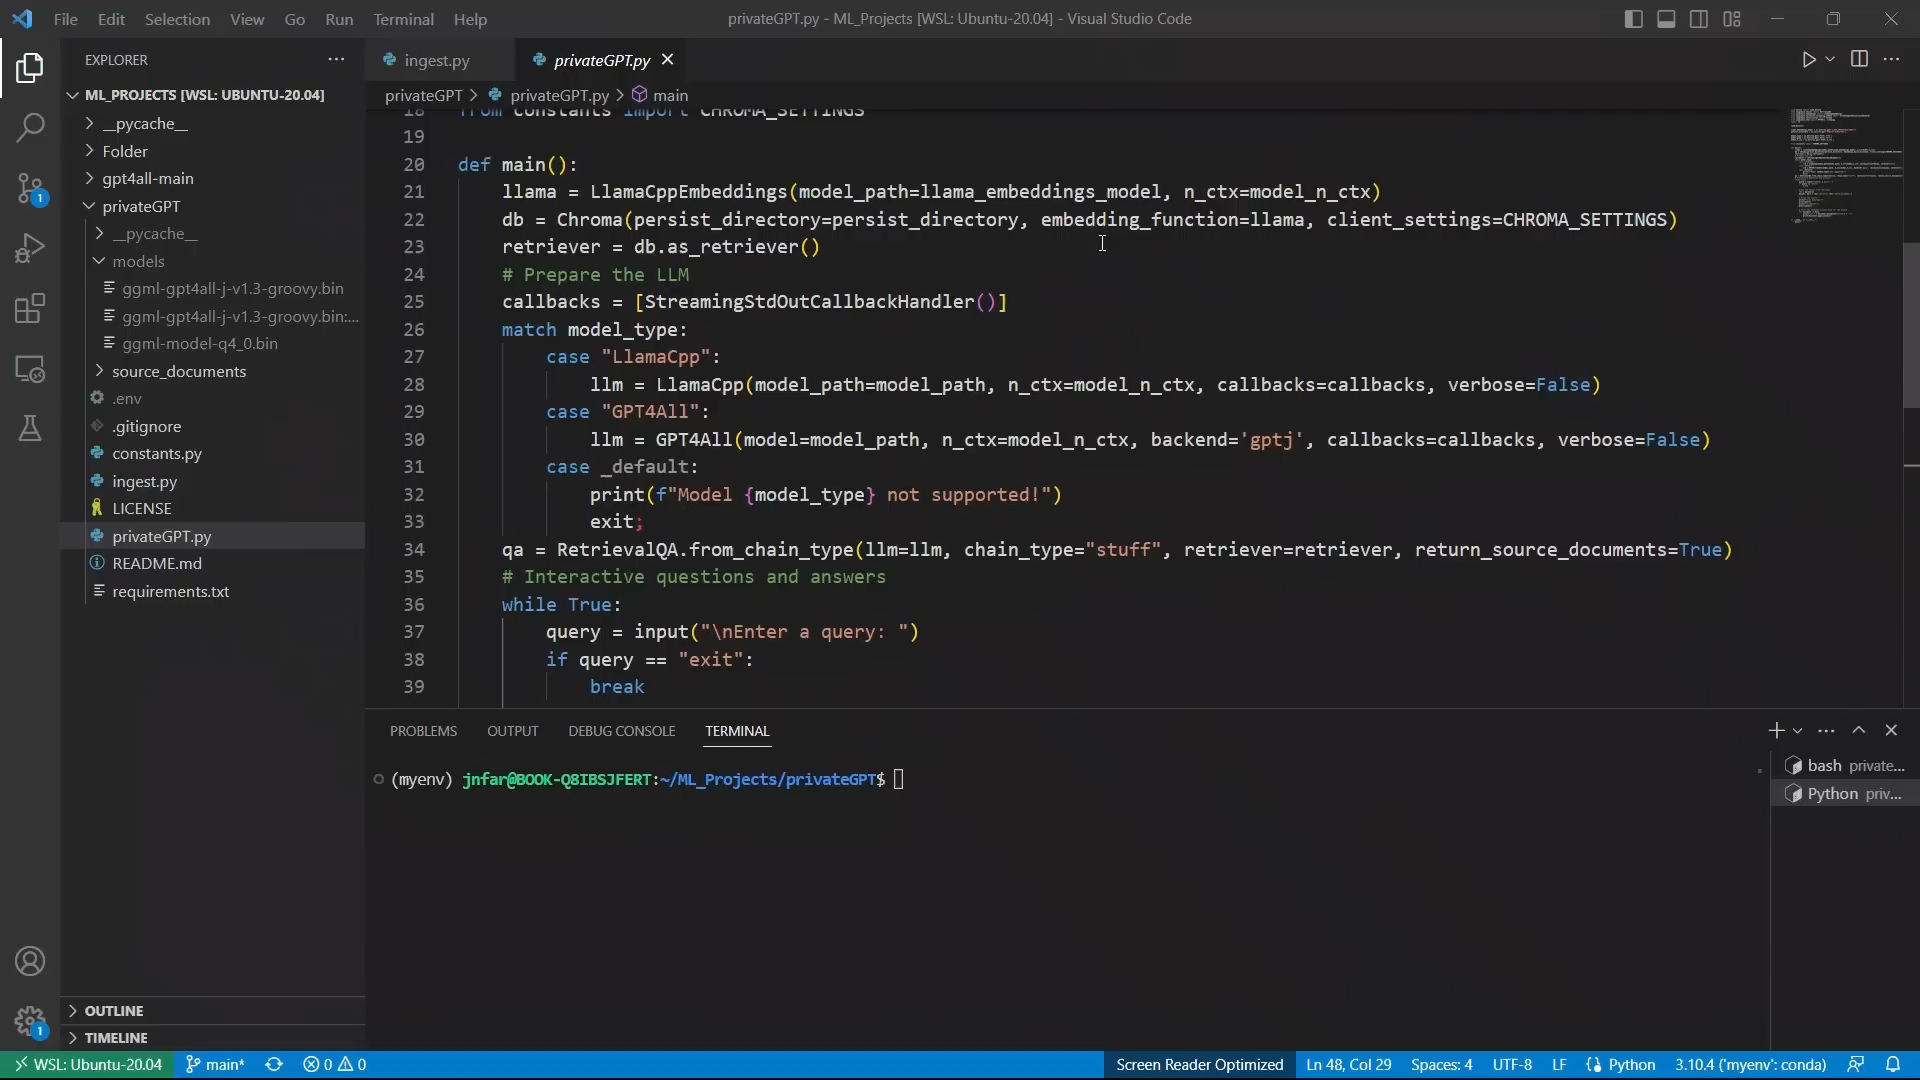 File Edit Selection View Go Run Terminal Help
privateGPT.py - ML_Projects [WSL: Ubuntu-20.04] - Visual Studio Code
EXPLORER
ML_PROJECTS [WSL: UBUNTU-20.04]
__pycache__
Folder
gpt4all-main
privateGPT
__pycache__
models
ggml-gpt4all-j-v1.3-groovy.bin
ggml-gpt4all-j-v1.3-groovy.bin:...
ggml-model-q4_0.bin
source_documents
.env
.gitignore
constants.py
ingest.py
LICENSE
privateGPT.py
README.md
requirements.txt
OUTLINE
TIMELINE
ingest.py privateGPT.py
privateGPT > privateGPT.py > main
18 from constants import CHROMA_SETTINGS
19
20 def main():
21 llama = LlamaCppEmbeddings(model_path=llama_embeddings_model, n_ctx=model_n_ctx)
22 db = Chroma(persist_directory=persist_directory, embedding_function=llama, client_settings=CHROMA_SETTINGS)
23 retriever = db.as_retriever()
24 # Prepare the LLM
25 callbacks = [StreamingStdOutCallbackHandler()]
26 match model_type:
27 case "LlamaCpp":
28 llm = LlamaCpp(model_path=model_path, n_ctx=model_n_ctx, callbacks=callbacks, verbose=False)
29 case "GPT4All":
30 llm = GPT4All(model=model_path, n_ctx=model_n_ctx, backend='gptj', callbacks=callbacks, verbose=False)
31 case _default:
32 print(f"Model {model_type} not supported!")
33 exit;
34 qa = RetrievalQA.from_chain_type(llm=llm, chain_type="stuff", retriever=retriever, return_source_documents=True)
35 # Interactive questions and answers
36 while True:
37 query = input("\nEnter a query: ")
38 if query == "exit":
39 break
PROBLEMS OUTPUT DEBUG CONSOLE TERMINAL
(myenv) jnfar@BOOK-Q8IBSJFERT:~/ML_Projects/privateGPT$
bash private...
Python priv...
1
1
WSL: Ubuntu-20.04 main* 0 0 Screen Reader Optimized Ln 48, Col 29 Spaces: 4 UTF-8 LF Python 3.10.4 ('myenv': conda)